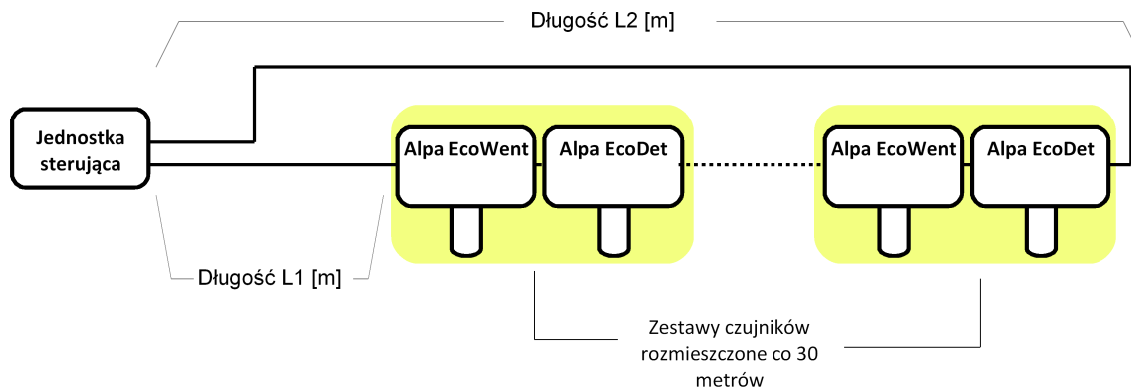 Długość L2 [m]
Jednostka
sterująca
Alpa EcoWent
Alpa EcoDet
Alpa EcoWent
Alpa EcoDet
Długość L1 [m]
Zestawy czujników
rozmieszczone co 30
metrów